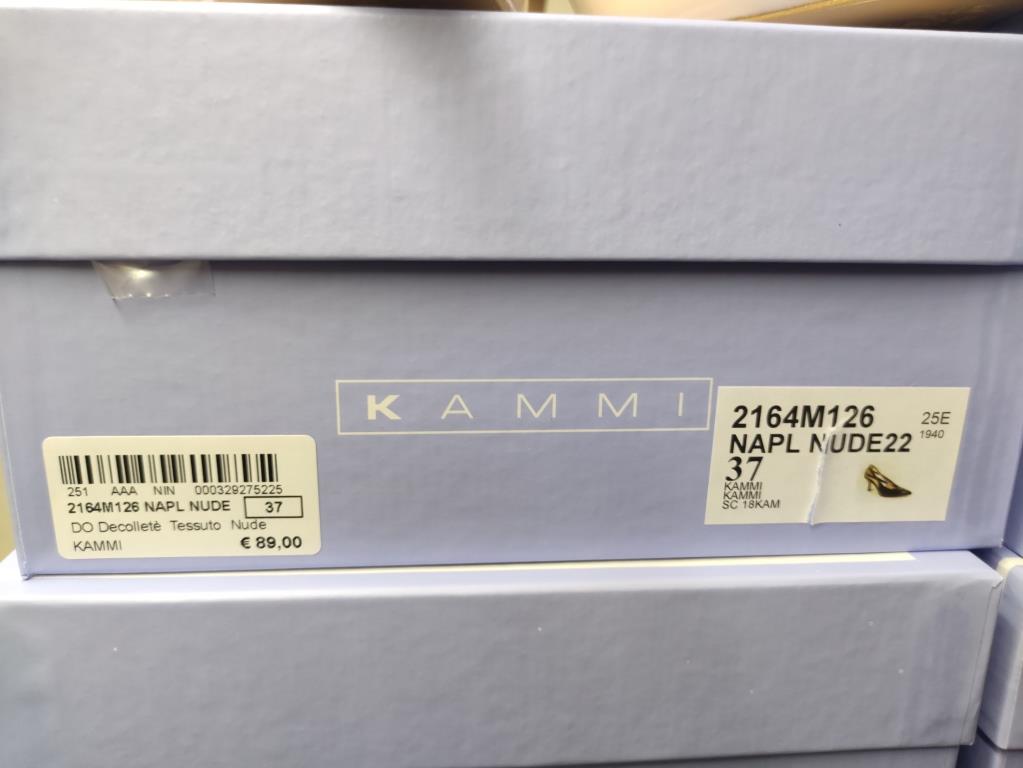 KAMMI
251 AAA NIN 000329275225
2164M126 NAPL NUDE 37
DO Decolletè Tessuto Nude
KAMMI € 89,00
2164M126 25E
NAPL NUDE22 1940
37
KAMMI
KAMMI
SC 18KAM